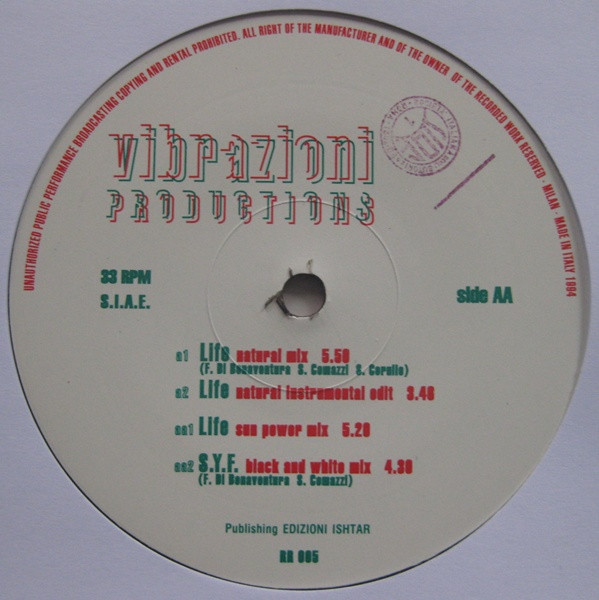 UNAUTHORIZED PUBLIC PERFORMANCE BROADCASTING COPYING AND RENTAL PROHIBITED. ALL RIGHT OF THE MANUFACTURER AND OF THE OWNER OF THE RECORDED WORK RESERVED - MILAN - MADE IN ITALY 1994
vibrazioni
PRODUCTIONS
33 RPM
S.I.A.E.
side AA
a1 Life natural mix 5.50
(F. Di Bonaventura S. Comazzi S. Corollo)
a2 Life natural instrumental edit 3.40
aa1 Life sun power mix 5.20
aa2 S.Y.F. black and white mix 4.30
(F. Di Bonaventura S. Comazzi)
Publishing EDIZIONI ISHTAR
RR 005